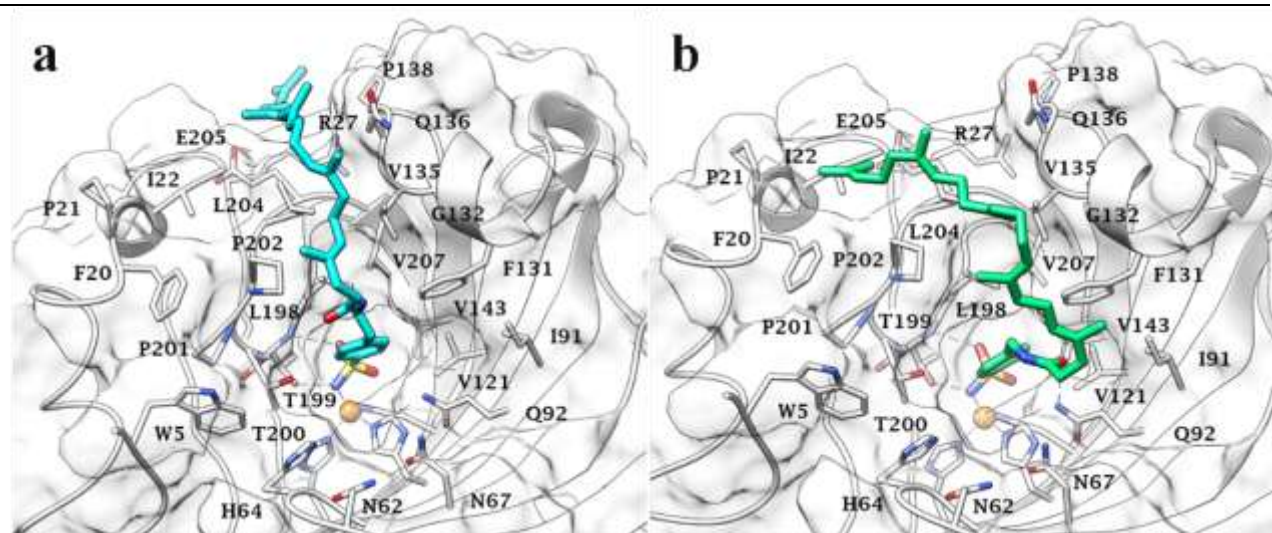 a
P138
R27
Q136
E205
I22
V135
P21
L204
G132
P202
F20
V207
F131
L198
V143
P201
I91
V121
T199
W5
Q92
T200
H64
N62
N67
b
P138
E205
R27
Q136
I22
V135
P21
G132
L204
F20
P202
V207
F131
L198
P201
T199
V143
I91
V121
W5
T200
Q92
N67
H64
N62